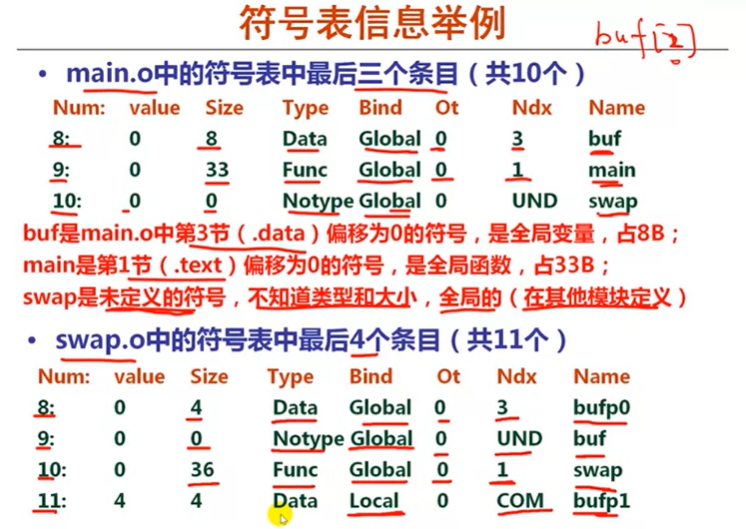 符号表信息举例
buf[2]
• main.o中的符号表中最后三个条目（共10个）
Num: value Size Type Bind Ot Ndx Name
8: 0 8 Data Global 0 3 buf
9: 0 33 Func Global 0 1 main
10: 0 0 Notype Global 0 UND swap
buf是main.o中第3节（.data）偏移为0的符号，是全局变量，占8B；
main是第1节（.text）偏移为0的符号，是全局函数，占33B；
swap是未定义的符号，不知道类型和大小，全局的（在其他模块定义）
• swap.o中的符号表中最后4个条目（共11个）
Num: value Size Type Bind Ot Ndx Name
8: 0 4 Data Global 0 3 bufp0
9: 0 0 Notype Global 0 UND buf
10: 0 36 Func Global 0 1 swap
11: 4 4 Data Local 0 COM bufp1